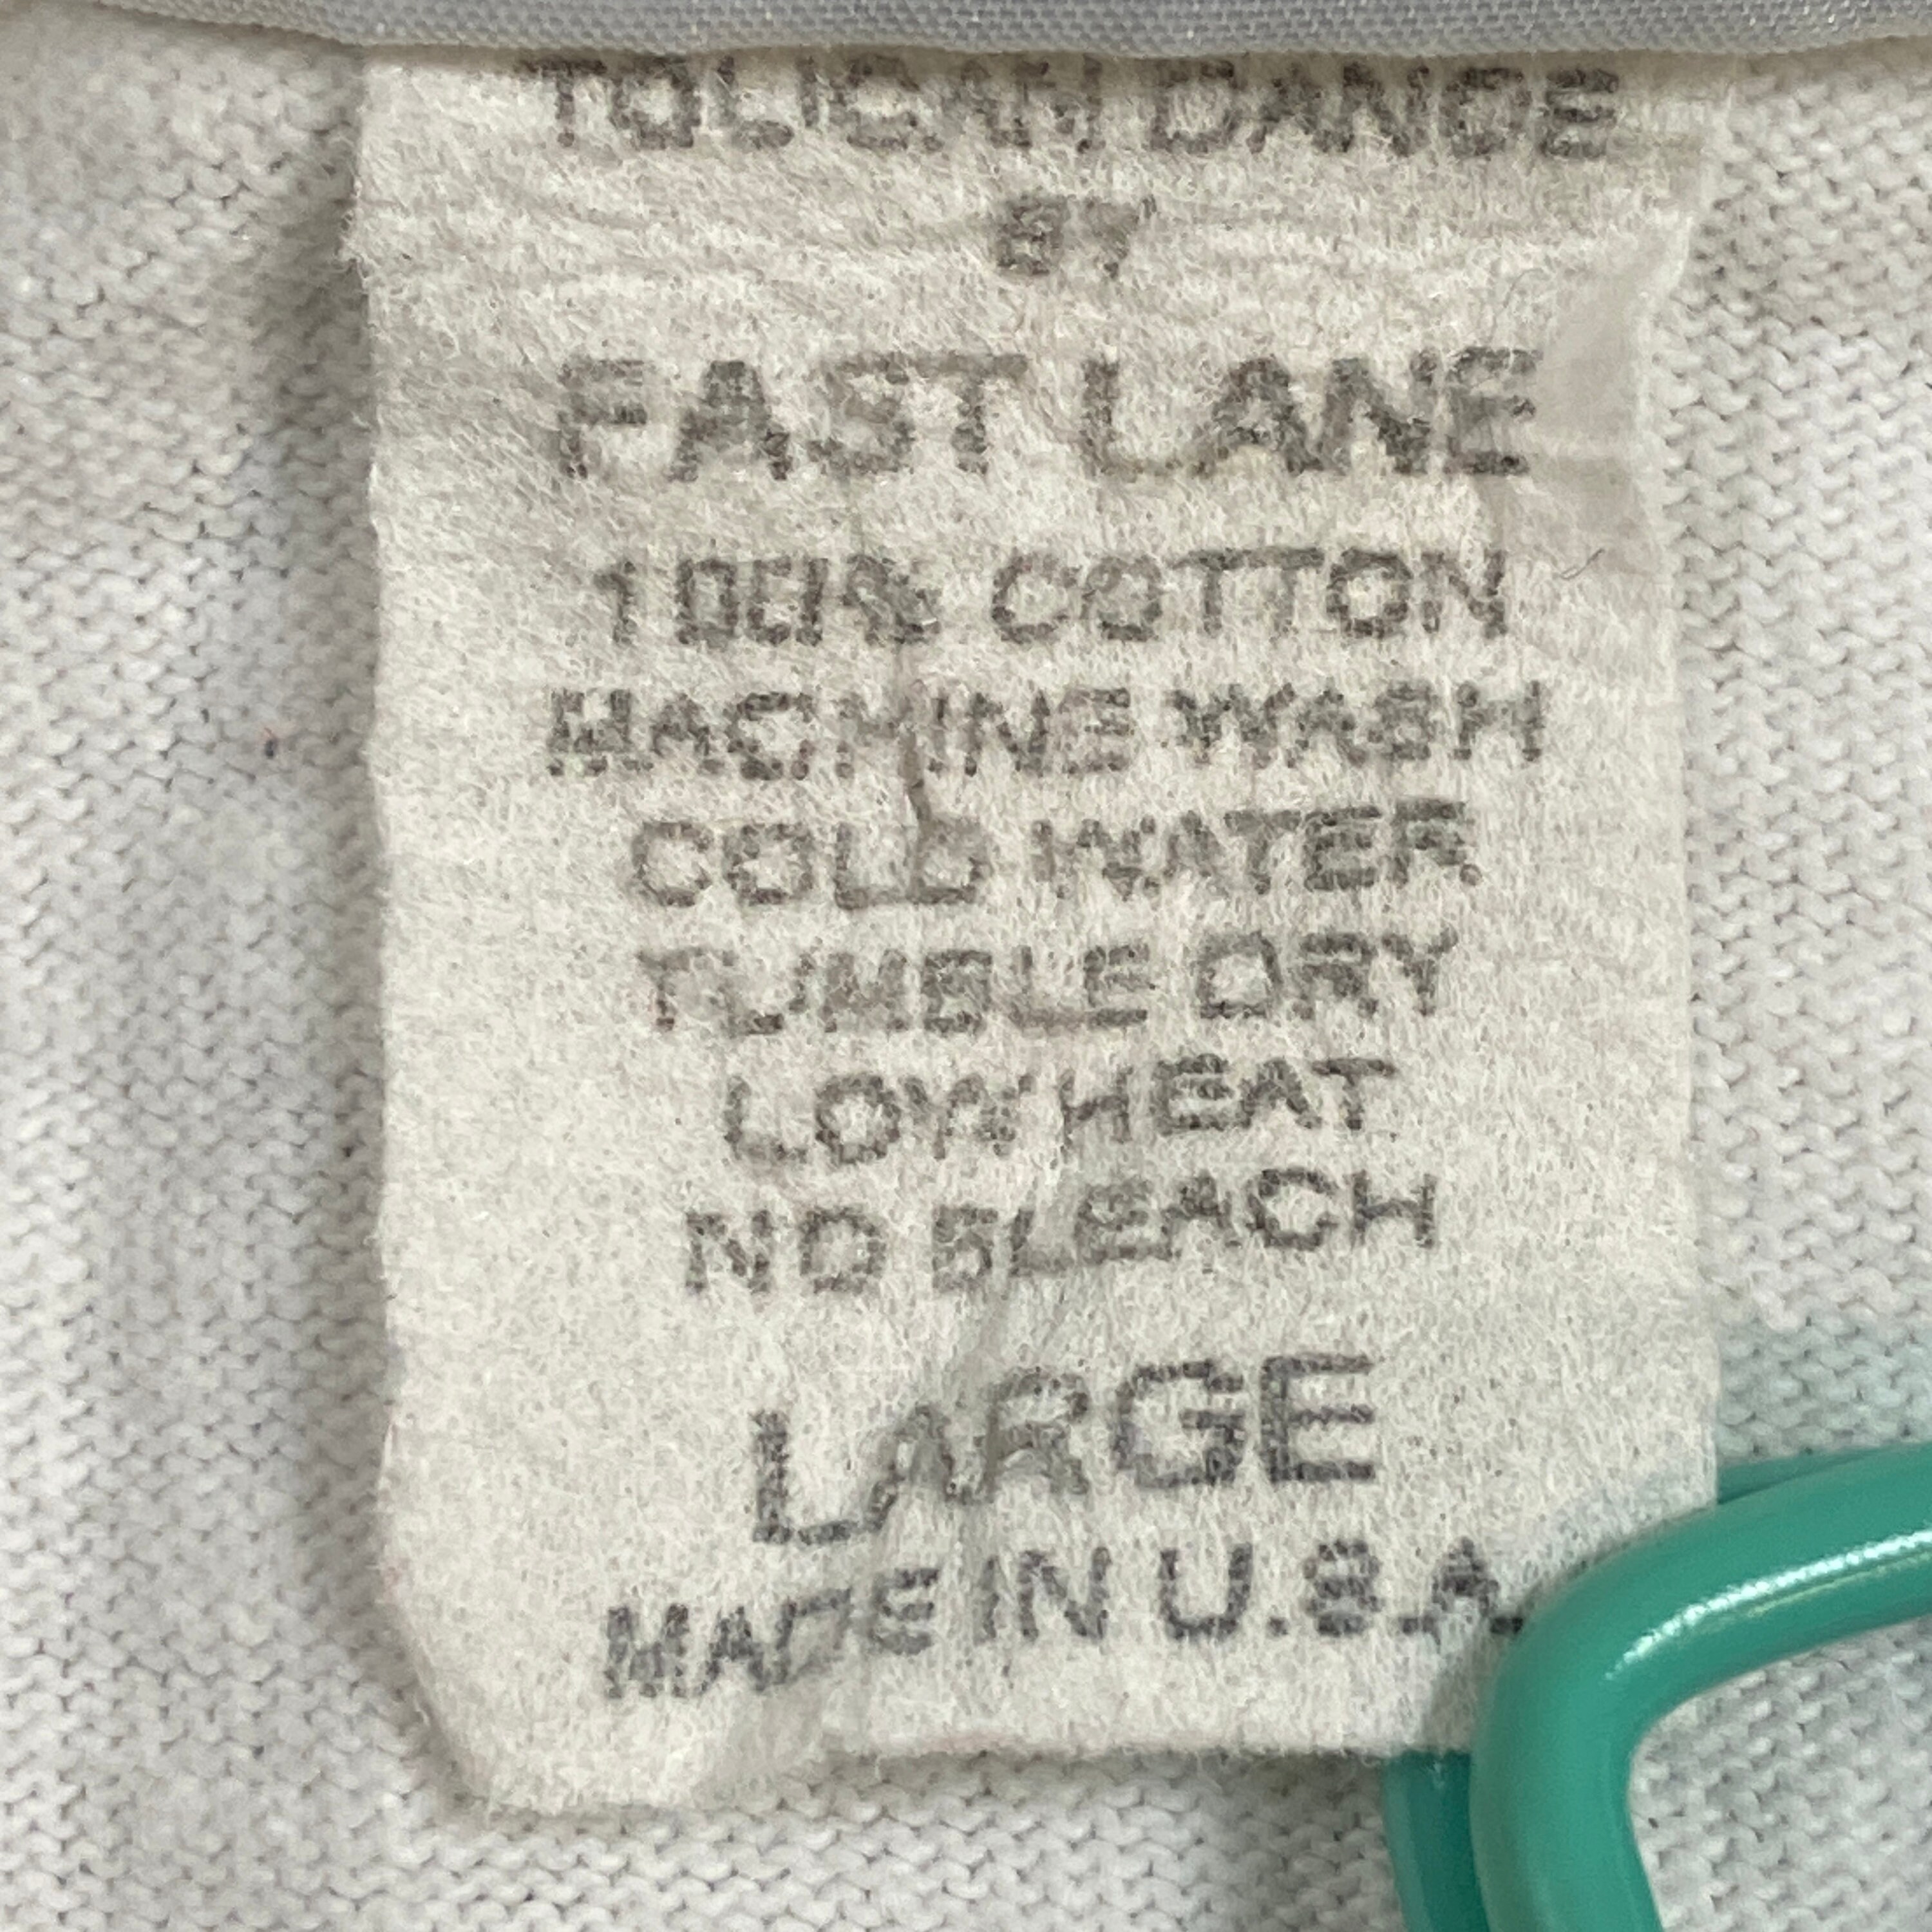 TOUCAN DANCE
87
FAST LANE
100% COTTON
MACHINE WASH
COLD WATER
TUMBLE DRY
LOW HEAT
NO BLEACH
LARGE
MADE IN U.S.A.